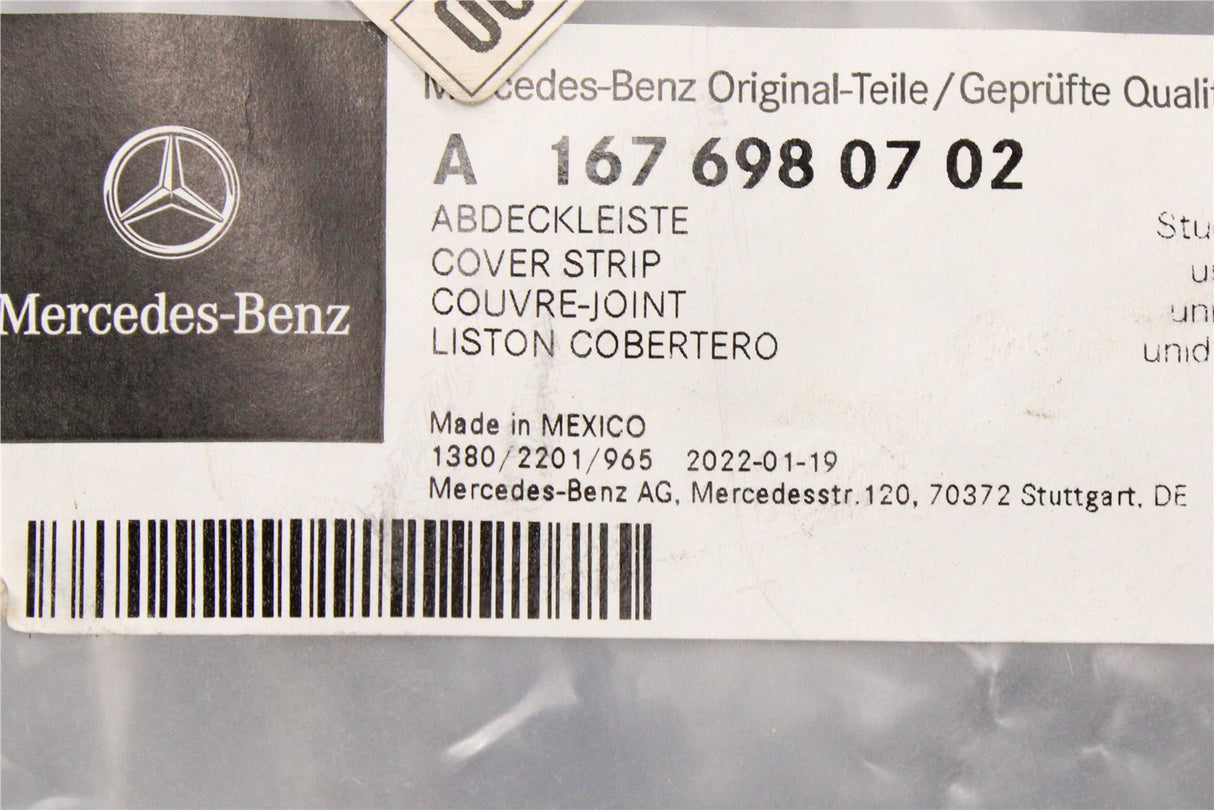 00
Mercedes-Benz Original-Teile/Geprüfte
A 167 698 07 02
ABDECKLEISTE
COVER STRIP
COUVRE-JOINT
LISTON COBERTERO
Mercedes-Benz
Made in MEXICO
1380/2201/965 2022-01-19
Mercedes-Benz AG, Mercedesstr.120, 70372 Stuttgart, DE